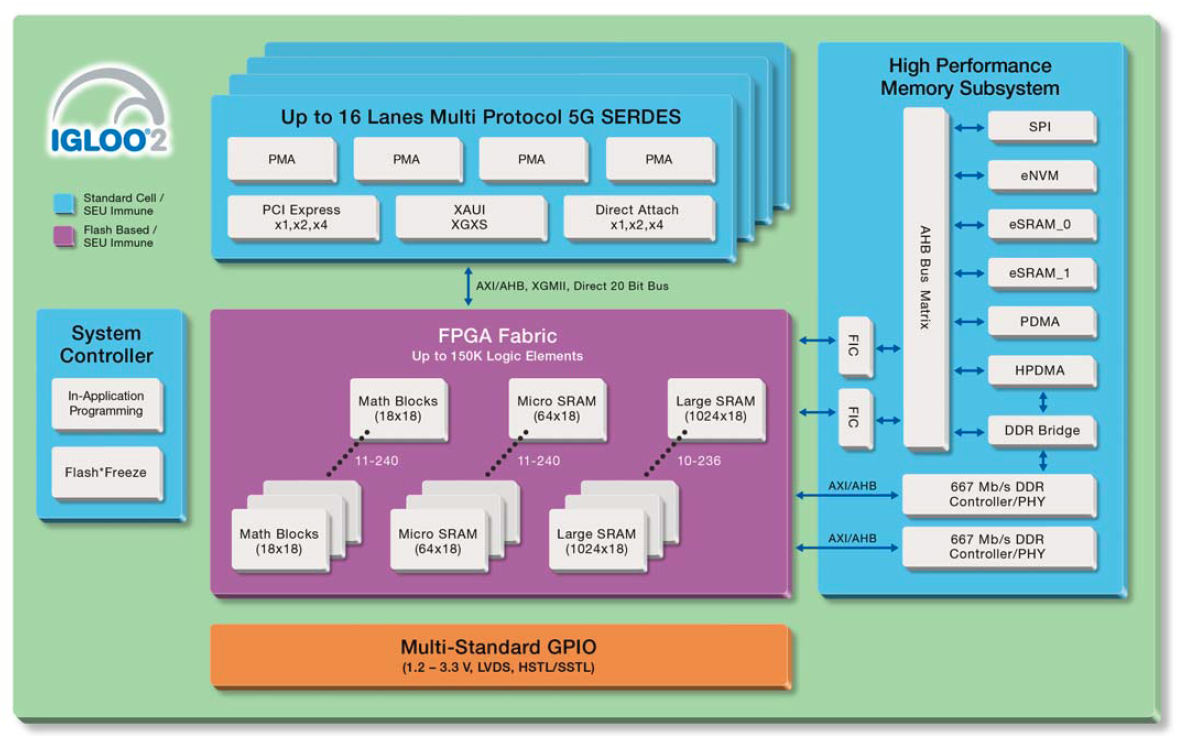 IGLOO®2
Standard Cell /
SEU Immune
Flash Based /
SEU Immune
Up to 16 Lanes Multi Protocol 5G SERDES
PMA
PMA
PMA
PMA
PCI Express
x1,x2,x4
XAUI
XGXS
Direct Attach
x1,x2,x4
AXI/AHB, XGMII, Direct 20 Bit Bus
System
Controller
In-Application
Programming
Flash*Freeze
FPGA Fabric
Up to 150K Logic Elements
Math Blocks
(18x18)
Micro SRAM
(64x18)
Large SRAM
(1024x18)
11-240
11-240
10-236
Math Blocks
(18x18)
Micro SRAM
(64x18)
Large SRAM
(1024x18)
High Performance
Memory Subsystem
AHB Bus Matrix
FIC
FIC
SPI
eNVM
eSRAM_0
eSRAM_1
PDMA
HPDMA
DDR Bridge
AXI/AHB
667 Mb/s DDR
Controller/PHY
AXI/AHB
667 Mb/s DDR
Controller/PHY
Multi-Standard GPIO
(1.2 – 3.3 V, LVDS, HSTL/SSTL)